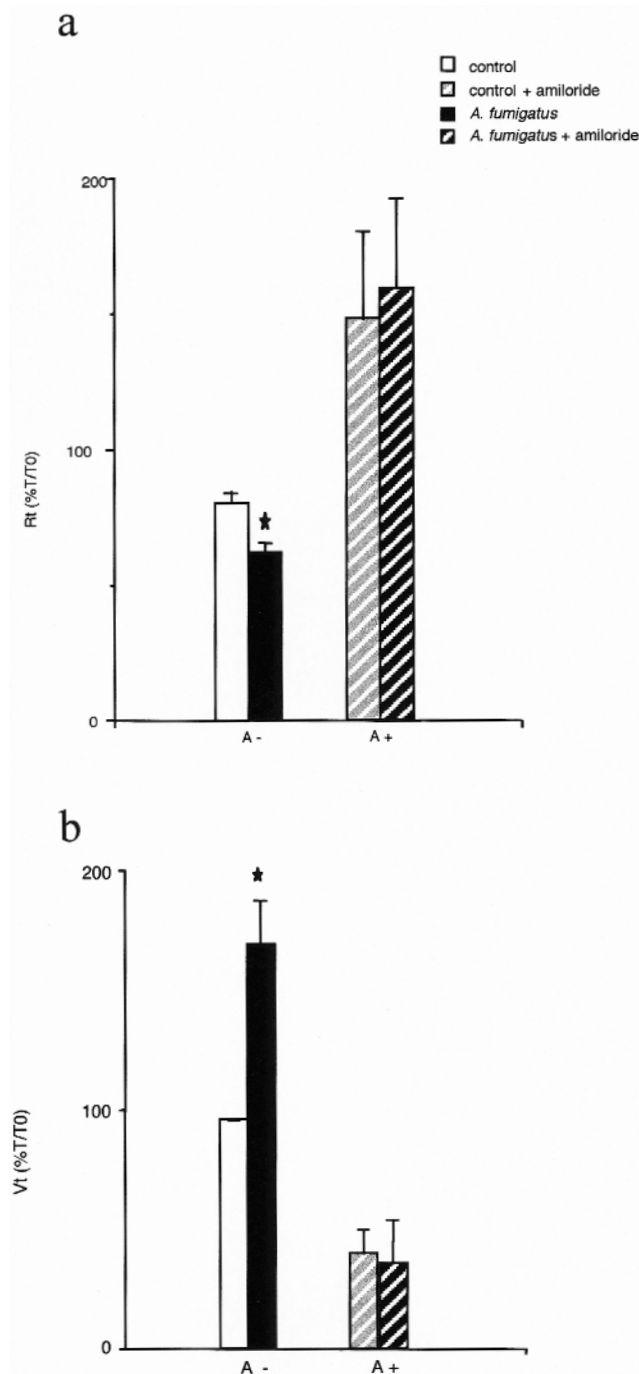 a
control
control + amiloride
A. fumigatus
A. fumigatus + amiloride
200
100
0
Rt (%T/T0)
A -
A +
b
200
100
0
Vt (%T/T0)
A -
A +